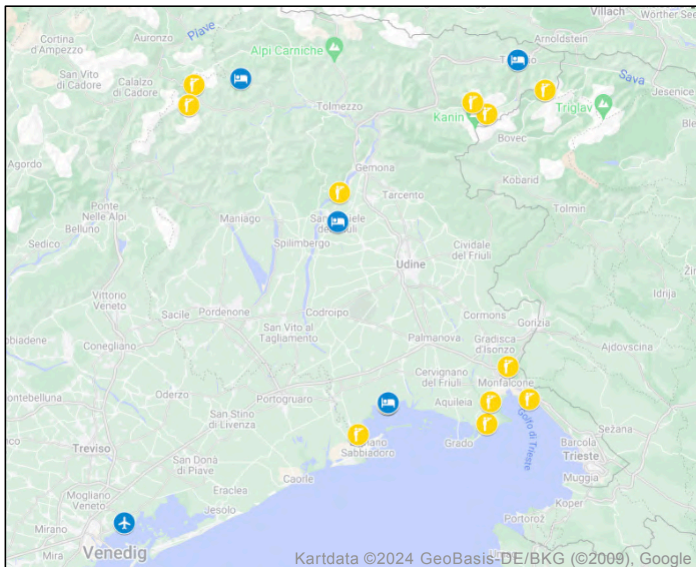 Villach
Wörther See
Cortina
d'Ampezzo
Auronzo
Piave
Arnoldstein
Alpi Carniche
San Vito
di Cadore
Calalzo
di Cadore
Sava
Jesenice
Tolmezzo
Kanin
Triglav
Bovec
Agordo
Gemona
Kobarid
Ponte
Nelle Alpi
Tarcento
Tolmin
Belluno
Maniago
Sedico
Spilimbergo
Cividale
del Friuli
Udine
Idrija
Vittorio
Veneto
Sacile
Pordenone
Codroipo
Cormons
Gorizia
San Vito al
Tagliamento
Palmanova
Gradisca
d'Isonzo
Ajdovščina
Conegliano
Cervignano
del Friuli
Monfalcone
Oderzo
Portogruaro
Aquileia
San Stino
di Livenza
Golfo di
Trieste
Sežana
Grado
Barcola
Treviso
Sabbiadoro
Trieste
San Donà
di Piave
Muggia
Caorle
Mogliano
Veneto
Eraclea
Koper
Jesolo
Mirano
Portorož
Mira
Venedig
Kartdata ©2024 GeoBasis-DE/BKG (©2009), Google